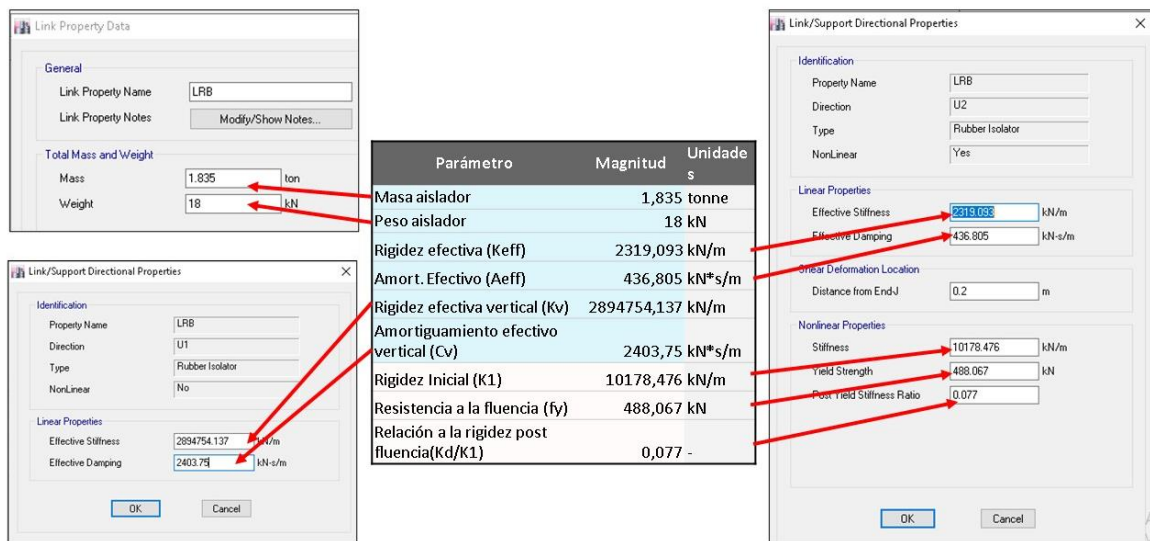 Link Property Data
General
Link Property Name
LRB
Link Property Notes
Modify/Show Notes...
Total Mass and Weight
Mass
1.835
ton
Weight
18
kN
Link/Support Directional Properties
Identification
Property Name
LRB
Direction
U1
Type
Rubber Isolator
NonLinear
No
Linear Properties
Effective Stiffness
2894754.137
kN/m
Effective Damping
2403.75
kN-s/m
OK
Cancel
Parámetro Magnitud Unidade
s
Masa aislador 1,835 tonne
Peso aislador 18 kN
Rigidez efectiva (Keff) 2319,093 kN/m
Amort. Efectivo (Aeff) 436,805 kN*s/m
Rigidez efectiva vertical (Kv) 2894754,137 kN/m
Amortiguamiento efectivo
vertical (Cv) 2403,75 kN*s/m
Rigidez Inicial (K1) 10178,476 kN/m
Resistencia a la fluencia (fy) 488,067 kN
Relación a la rigidez post
fluencia(Kd/K1) 0,077 -
Link/Support Directional Properties
Identification
Property Name
LRB
Direction
U2
Type
Rubber Isolator
NonLinear
Yes
Linear Properties
Effective Stiffness
2319.093
kN/m
Effective Damping
436.805
kN-s/m
Shear Deformation Location
Distance from End-J
0.2
m
Nonlinear Properties
Stiffness
10178.476
kN/m
Yield Strength
488.067
kN
Post Yield Stiffness Ratio
0.077
OK
Cancel